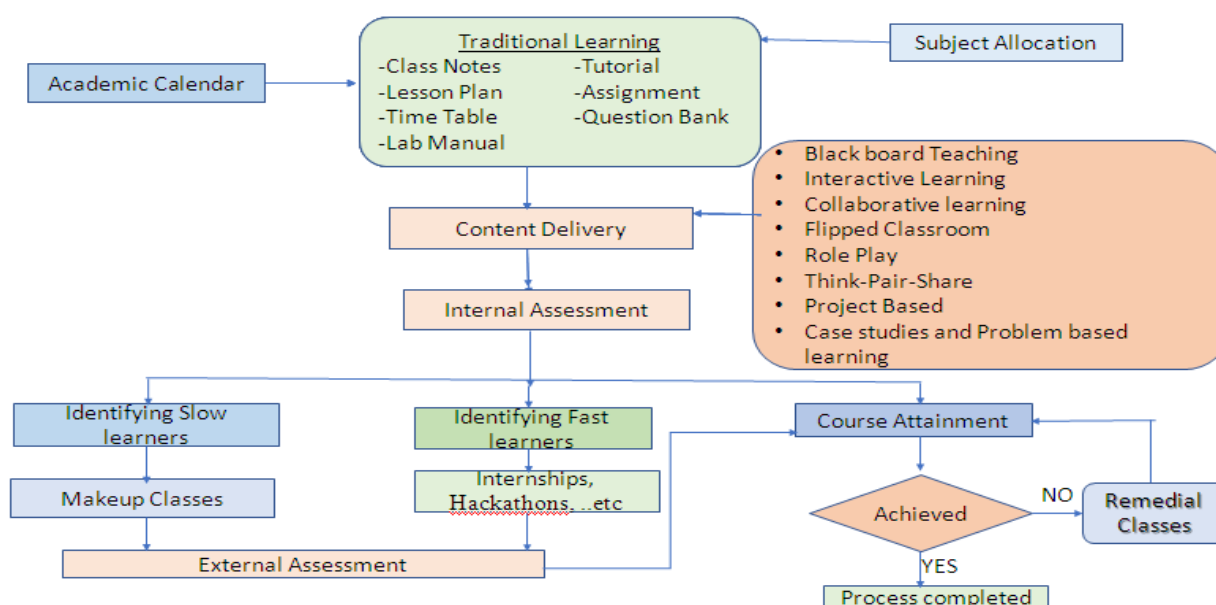 Traditional Learning
-Class Notes -Tutorial
-Lesson Plan -Assignment
-Time Table -Question Bank
-Lab Manual
Subject Allocation
Academic Calendar
• Black board Teaching
• Interactive Learning
• Collaborative learning
• Flipped Classroom
• Role Play
• Think-Pair-Share
• Project Based
• Case studies and Problem based
learning
Content Delivery
Internal Assessment
Identifying Slow
learners
Identifying Fast
learners
Course Attainment
Makeup Classes
Internships,
Hackathons, ..etc
Achieved
NO
Remedial
Classes
External Assessment
YES
Process completed